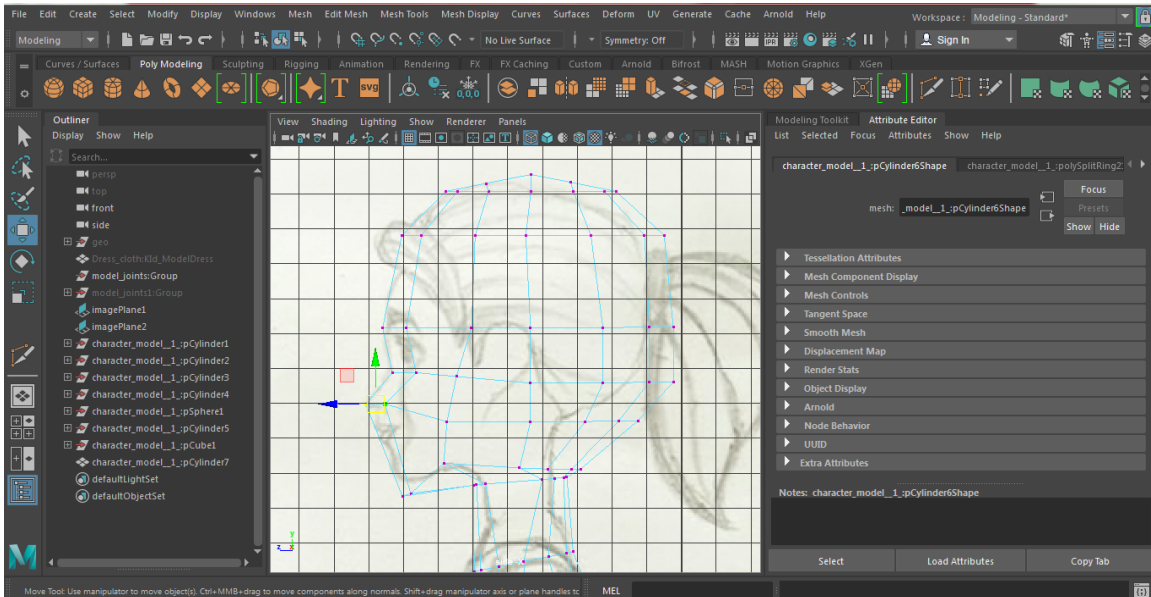 File Edit Create Select Modify Display Windows Mesh Edit Mesh Mesh Tools Mesh Display Curves Surfaces Deform UV Generate Cache Arnold Help Workspace : Modeling - Standard*
Modeling No Live Surface Symmetry: Off IPR Sign In
Curves / Surfaces Poly Modeling Sculpting Rigging Animation Rendering FX FX Caching Custom Arnold Bifrost MASH Motion Graphics XGen
T svg 0,0,0
Outliner
Display Show Help
Search...
persp
top
front
side
geo
Dress_cloth:KId_ModelDress
model_joints:Group
model_joints1:Group
imagePlane1
imagePlane2
character_model__1_:pCylinder1
character_model__1_:pCylinder2
character_model__1_:pCylinder3
character_model__1_:pCylinder4
character_model__1_:pSphere1
character_model__1_:pCylinder5
character_model__1_:pCube1
character_model__1_:pCylinder7
defaultLightSet
defaultObjectSet
View Shading Lighting Show Renderer Panels
y
z x
Modeling Toolkit Attribute Editor
List Selected Focus Attributes Show Help
character_model__1_:pCylinder6Shape character_model__1_:polySplitRing2
Focus
mesh: _model__1_:pCylinder6Shape Presets
Show Hide
Tessellation Attributes
Mesh Component Display
Mesh Controls
Tangent Space
Smooth Mesh
Displacement Map
Render Stats
Object Display
Arnold
Node Behavior
UUID
Extra Attributes
Notes: character_model__1_:pCylinder6Shape
Select Load Attributes Copy Tab
M
Move Tool: Use manipulator to move object(s). Ctrl+MMB+drag to move components along normals. Shift+drag manipulator axis or plane handles tc MEL